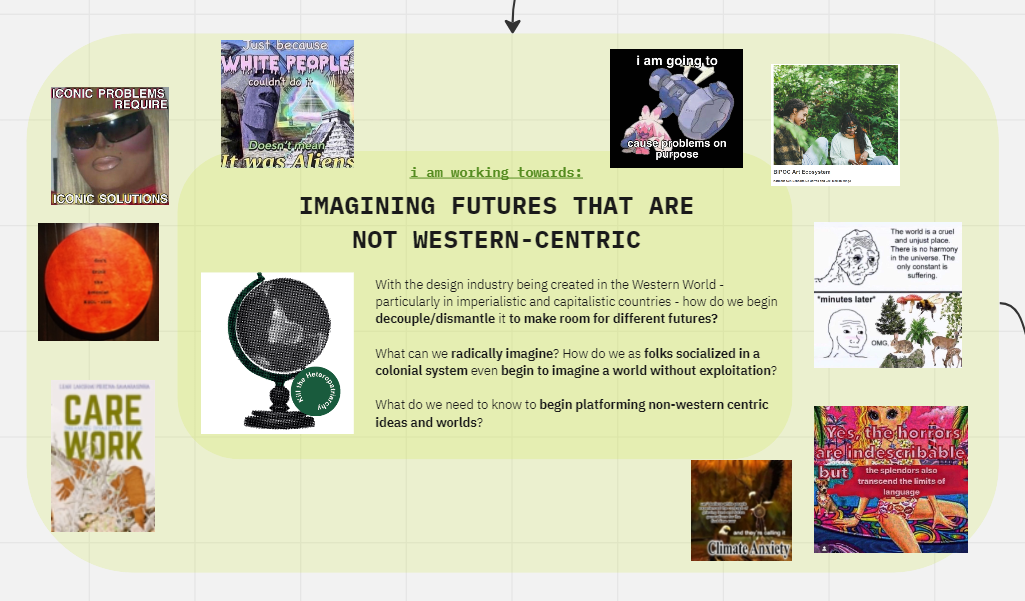 Just because
WHITE PEOPLE
couldn't do it
Doesn't mean
It was Aliens
i am going to
cause problems on
purpose
ICONIC PROBLEMS
REQUIRE
ICONIC SOLUTIONS
BIPOC Art Ecosystem
i am working towards:
IMAGINING FUTURES THAT ARE
NOT WESTERN-CENTRIC
With the design industry being created in the Western World -
particularly in imperialistic and capitalistic countries - how do we begin
decouple/dismantle it to make room for different futures?
What can we radically imagine? How do we as folks socialized in a
colonial system even begin to imagine a world without exploitation?
What do we need to know to begin platforming non-western centric
ideas and worlds?
Kill the Heteropatriarchy
The world is a cruel
and unjust place.
There is no harmony
in the universe. The
only constant is
suffering.
*minutes later*
OMG,
CARE
WORK
Yes, the horrors
are indescribable,
but
the splendors also
transcend the limits of
language
and they're calling it
Climate Anxiety